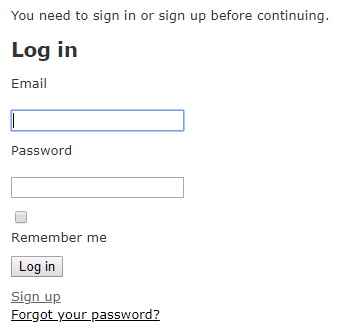 You need to sign in or sign up before continuing.
Log in
Email
Password
Remember me
Log in
Sign up
Forgot your password?